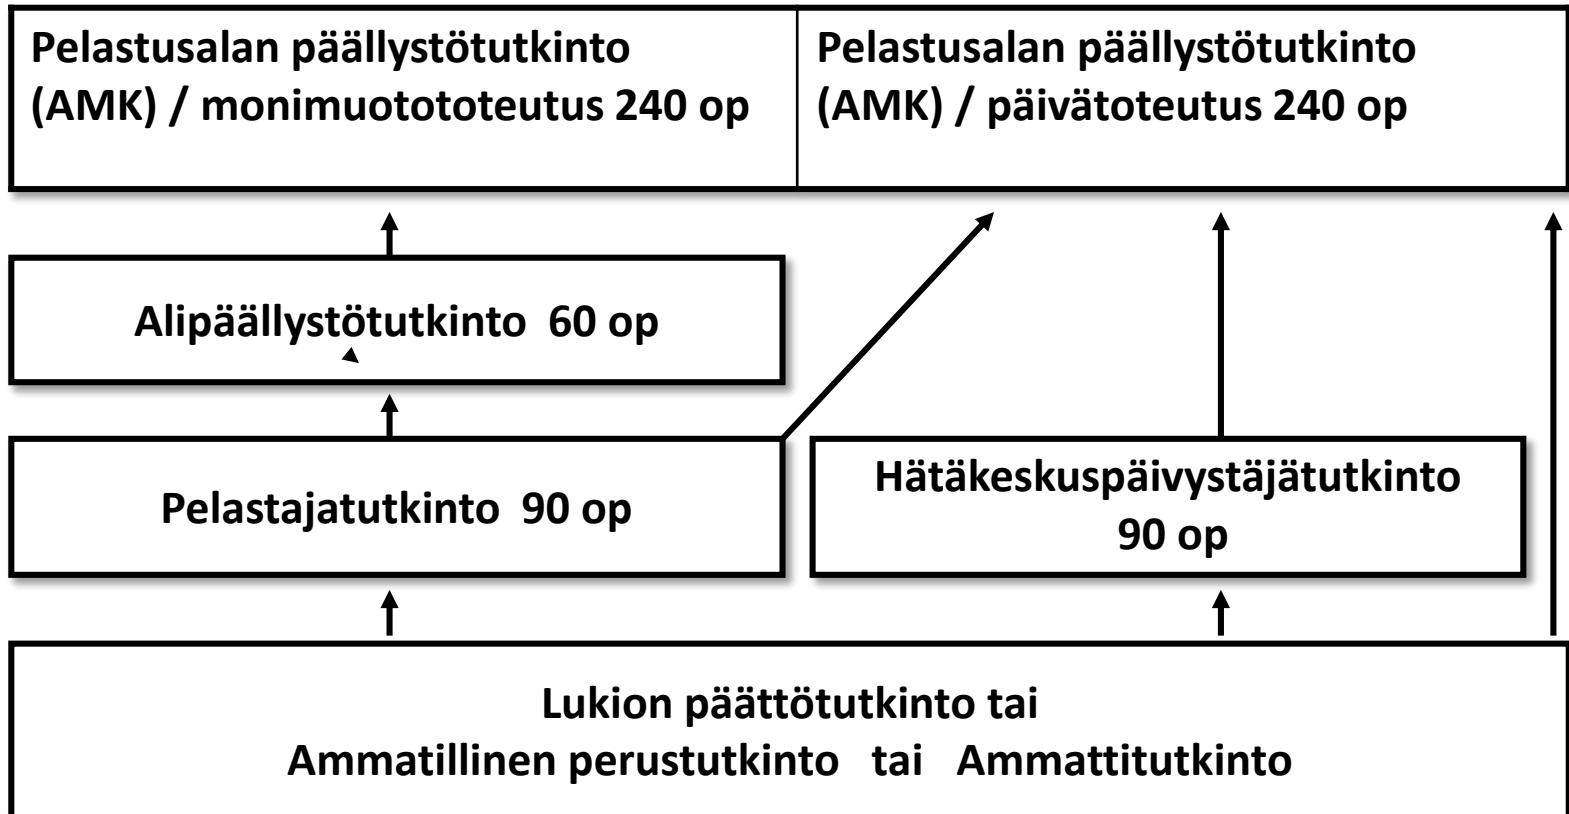 Pelastusalan päällystötutkinto
(AMK) / monimuotototeutus 240 op
Pelastusalan päällystötutkinto
(AMK) / päivätoteutus 240 op
Alipäällystötutkinto 60 op
Pelastajatutkinto 90 op
Hätäkeskuspäivystäjätutkinto
90 op
Lukion päättötutkinto tai
Ammatillinen perustutkinto tai Ammattitutkinto